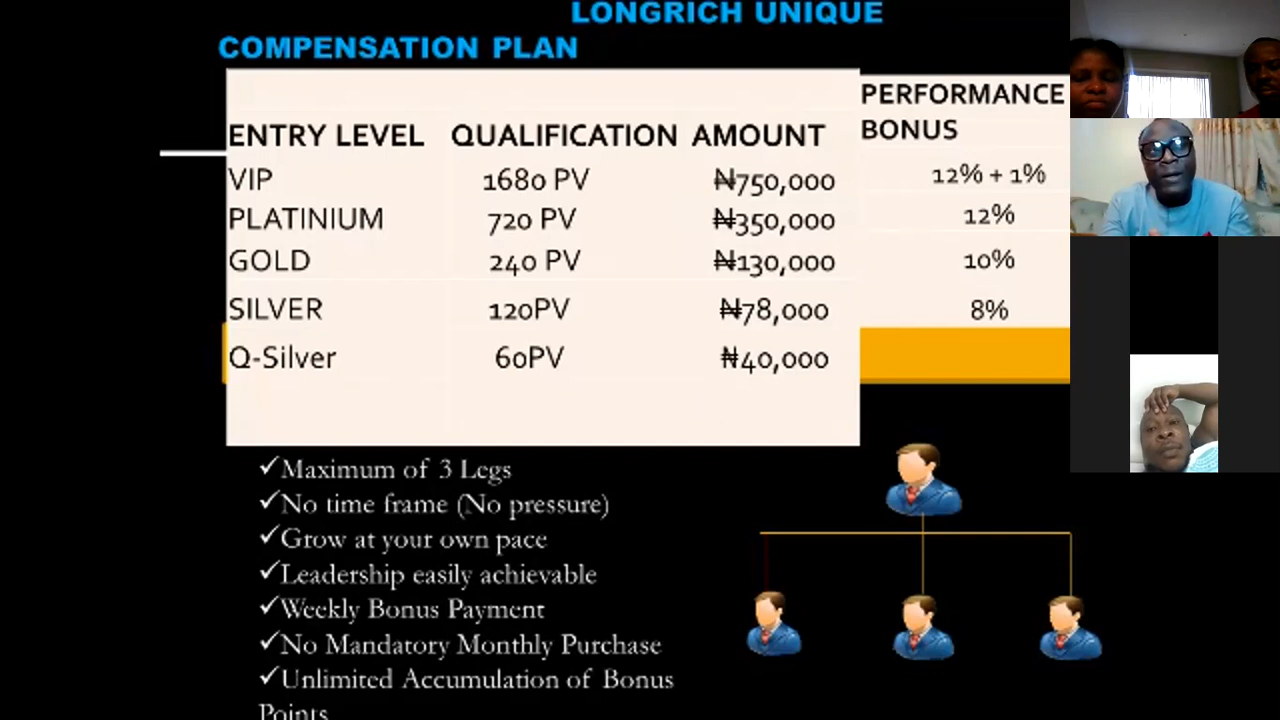 LONGRICH UNIQUE
COMPENSATION PLAN
ENTRY LEVEL QUALIFICATION AMOUNT PERFORMANCE BONUS
VIP 1680 PV ₦750,000 12% + 1%
PLATINIUM 720 PV ₦350,000 12%
GOLD 240 PV ₦130,000 10%
SILVER 120PV ₦78,000 8%
Q-Silver 60PV ₦40,000
✓Maximum of 3 Legs
✓No time frame (No pressure)
✓Grow at your own pace
✓Leadership easily achievable
✓Weekly Bonus Payment
✓No Mandatory Monthly Purchase
✓Unlimited Accumulation of Bonus
Points